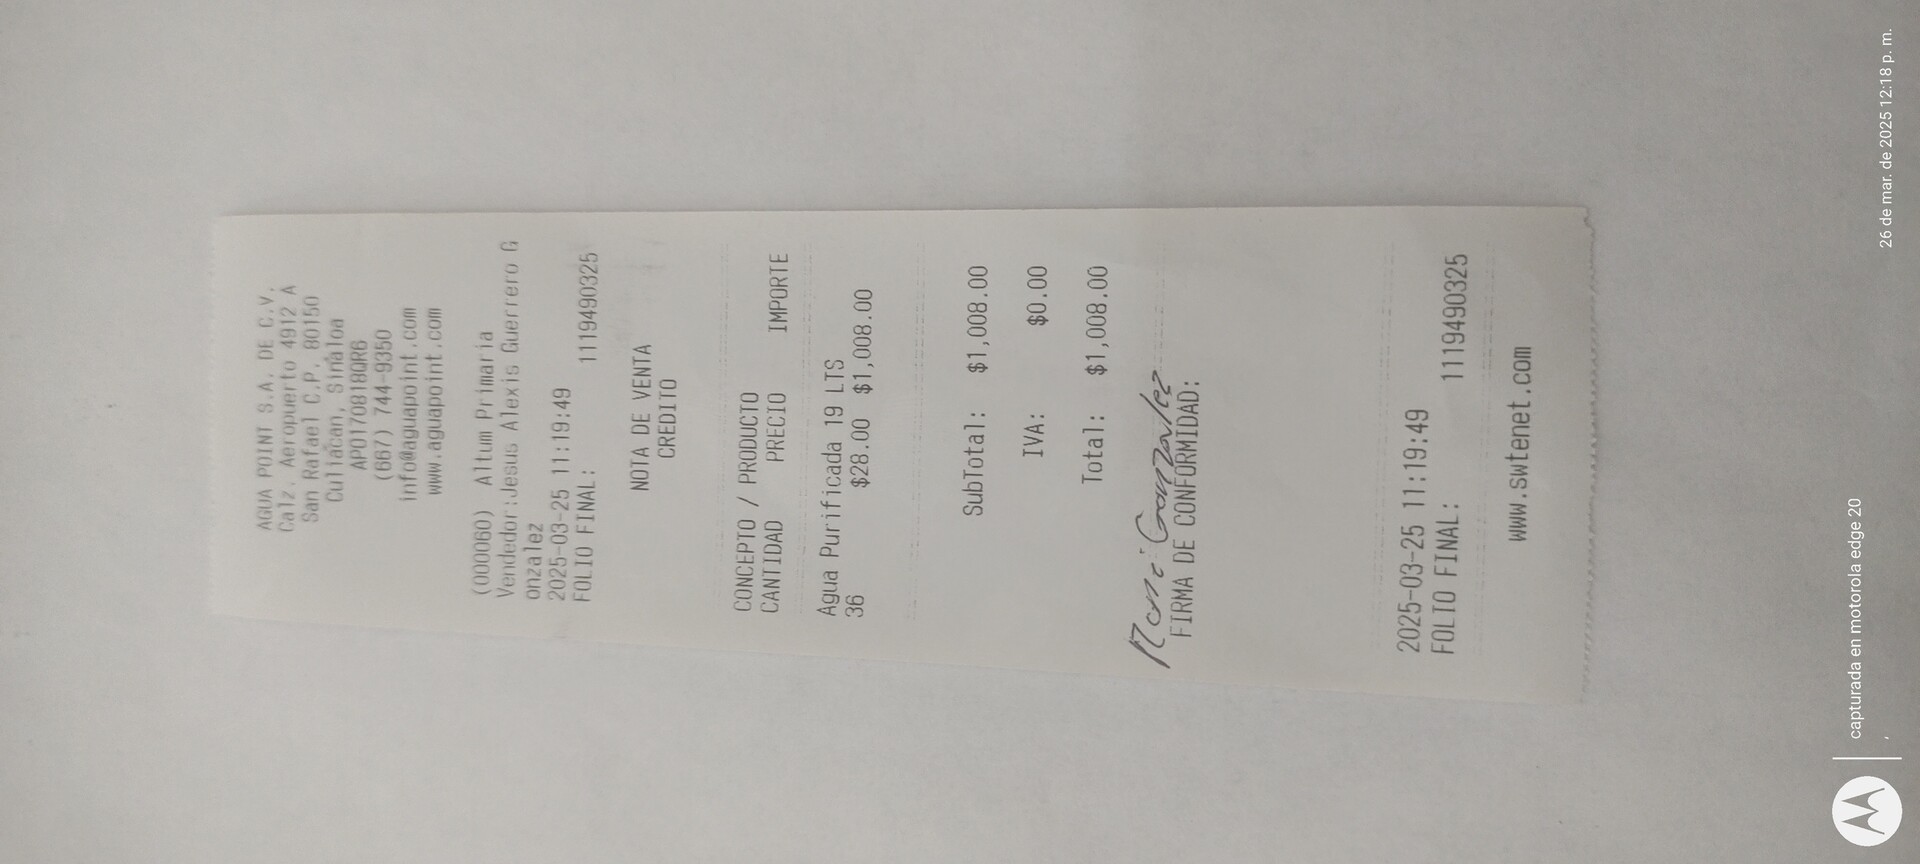 AGUA POINT S.A. DE C.V.
Calz. Aeropuerto 4912 A
San Rafael C.P. 80150
Culiacan, Sinaloa
APO170818QR6
(667) 744-9350
info@aguapoint.com
www.aguapoint.com
(000060) Altum Primaria
Vendedor:Jesus Alexis Guerrero G
onzalez
2025-03-25 11:19:49
FOLIO FINAL: 1119490325
NOTA DE VENTA
CREDITO
CONCEPTO / PRODUCTO
CANTIDAD PRECIO IMPORTE
Agua Purificada 19 LTS
36 $28.00 $1,008.00
SubTotal: $1,008.00
IVA: $0.00
Total: $1,008.00
Gonzalez
FIRMA DE CONFORMIDAD:
2025-03-25 11:19:49
FOLIO FINAL: 1119490325
www.swtenet.com
capturada en motorola edge 20
26 de mar. de 2025 12:18 p. m.